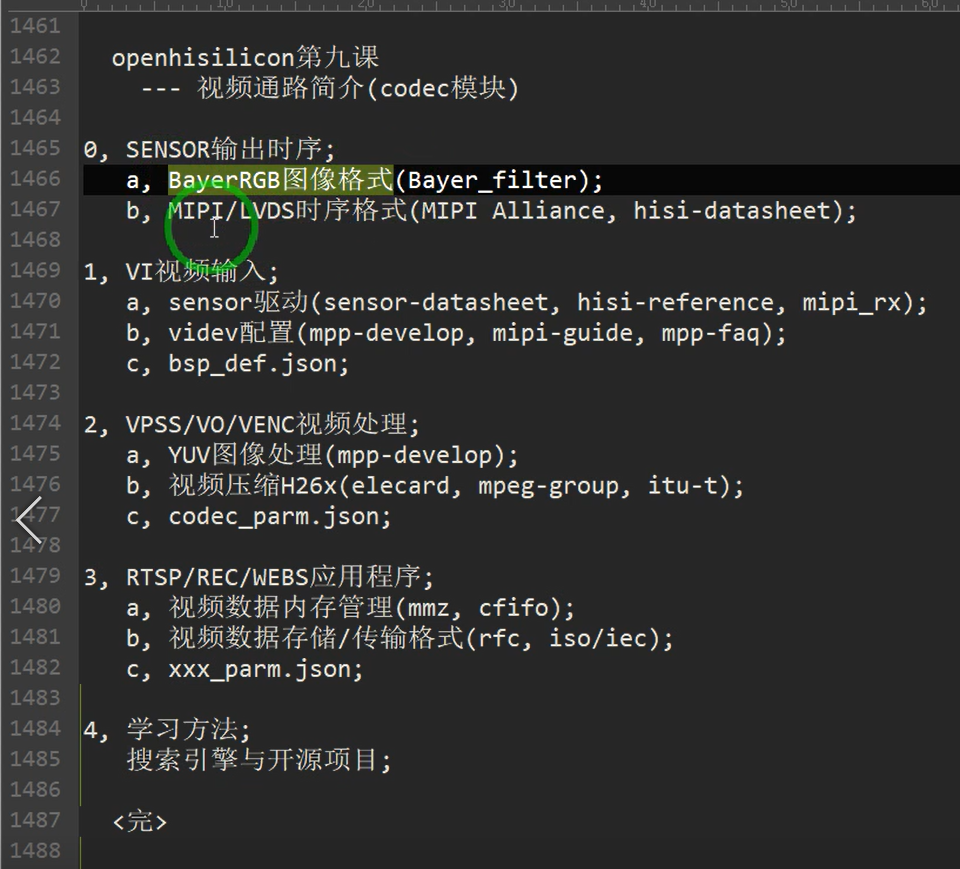 0 10 20 30 40 50 60
1461
1462 openhisilicon第九课
1463 --- 视频通路简介(codec模块)
1464
1465 0, SENSOR输出时序;
1466 a, BayerRGB图像格式(Bayer_filter);
1467 b, MIPI/LVDS时序格式(MIPI Alliance, hisi-datasheet);
1468
1469 1, VI视频输入;
1470 a, sensor驱动(sensor-datasheet, hisi-reference, mipi_rx);
1471 b, videv配置(mpp-develop, mipi-guide, mpp-faq);
1472 c, bsp_def.json;
1473
1474 2, VPSS/VO/VENC视频处理;
1475 a, YUV图像处理(mpp-develop);
1476 b, 视频压缩H26x(elecard, mpeg-group, itu-t);
1477 c, codec_parm.json;
1478
1479 3, RTSP/REC/WEBS应用程序;
1480 a, 视频数据内存管理(mmz, cfifo);
1481 b, 视频数据存储/传输格式(rfc, iso/iec);
1482 c, xxx_parm.json;
1483
1484 4, 学习方法;
1485 搜索引擎与开源项目;
1486
1487 <完>
1488